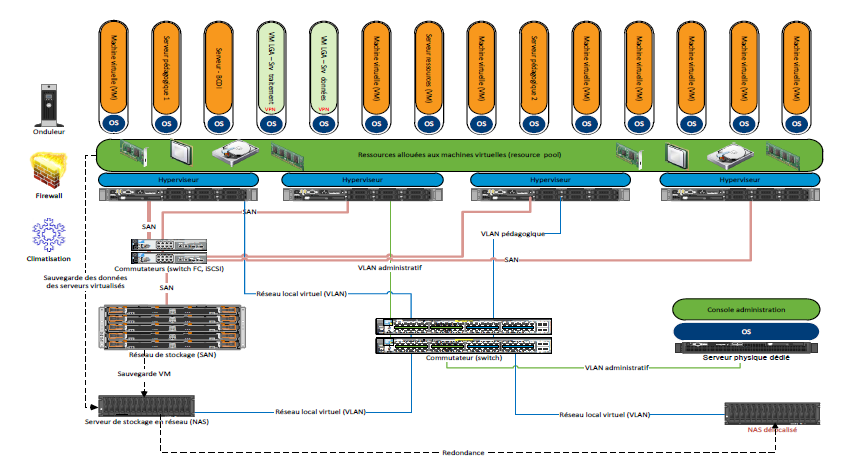 Machine virtuelle (VM)
Serveur pédagogique 1
Serveur - BCDI
VM LGA – Srv traitement
VPN
VM LGA – Srv données
VPN
Machine virtuelle (VM)
Serveur ressources (VM)
Machine virtuelle (VM)
Serveur pédagogique 2
Machine virtuelle (VM)
Machine virtuelle (VM)
Machine virtuelle (VM)
Machine virtuelle (VM)
OS
OS
OS
OS
OS
OS
OS
OS
OS
OS
OS
OS
OS
OS
Onduleur
Ressources allouées aux machines virtuelles (resource pool)
Hyperviseur
Hyperviseur
Hyperviseur
Hyperviseur
Firewall
SAN
SAN
VLAN pédagogique
Climatisation
SAN
Commutateurs (switch FC, ISCSI)
VLAN administratif
Sauvegarde des données
des serveurs virtualisés
SAN
Réseau local virtuel (VLAN)
Console administration
OS
Serveur physique dédié
Réseau de stockage (SAN)
Commutateur (switch)
VLAN administratif
Sauvegarde VM
Réseau local virtuel (VLAN)
Réseau local virtuel (VLAN)
Serveur de stockage en réseau (NAS)
NAS délocalisé
Redondance